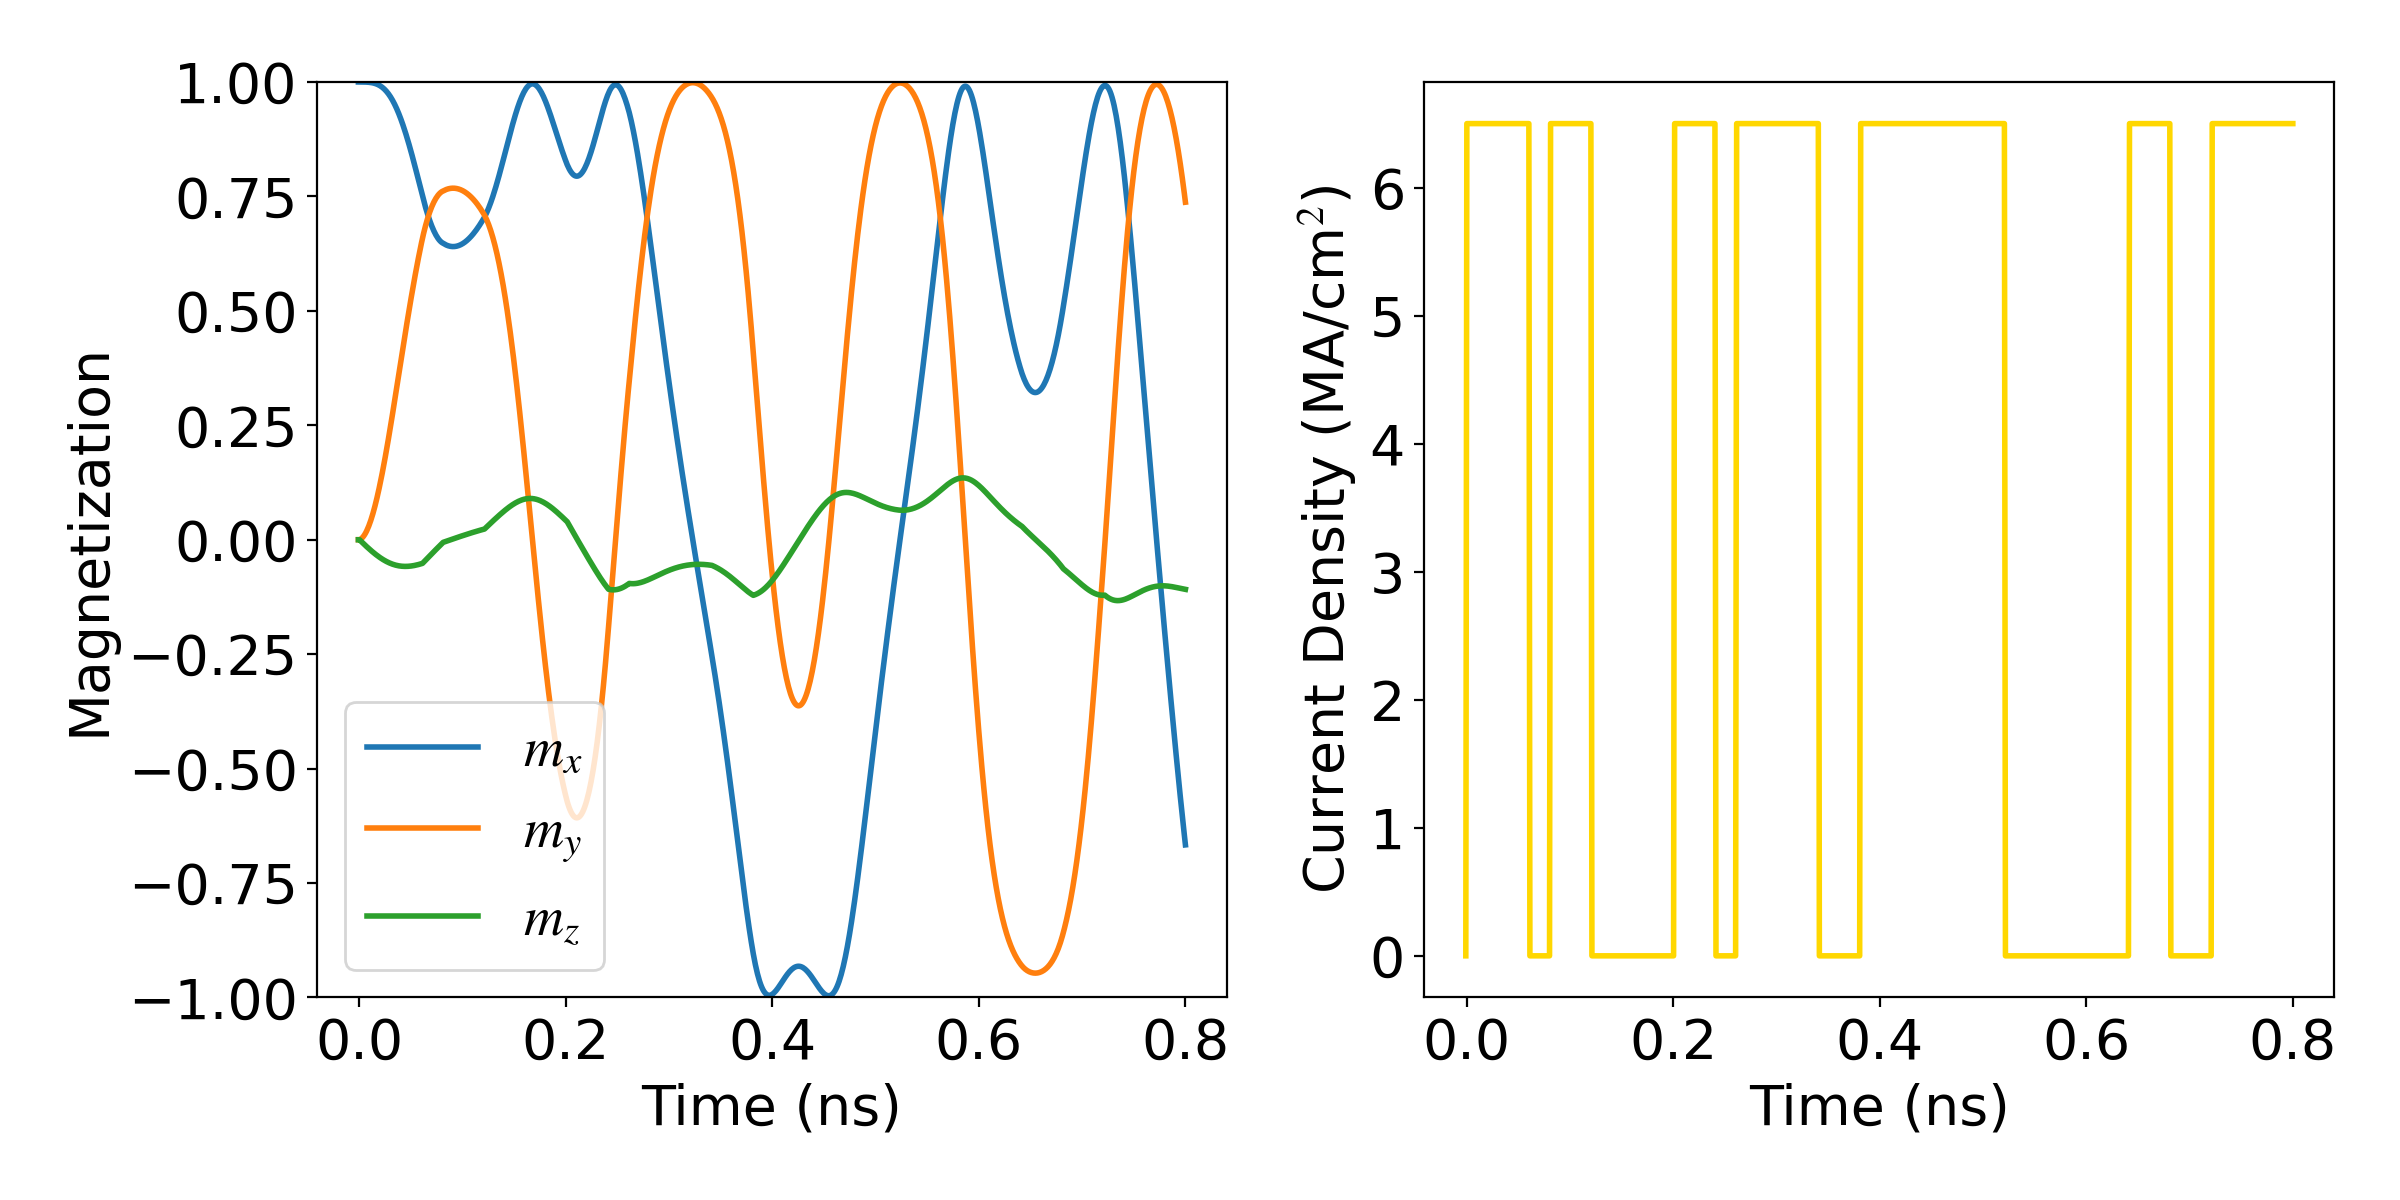 1.00
0.75
0.50
0.25
0.00
−0.25
−0.50
−0.75
−1.00
Magnetization
m_x
m_y
m_z
0.0 0.2 0.4 0.6 0.8
Time (ns)
6
5
4
3
2
1
0
Current Density (MA/cm²)
0.0 0.2 0.4 0.6 0.8
Time (ns)